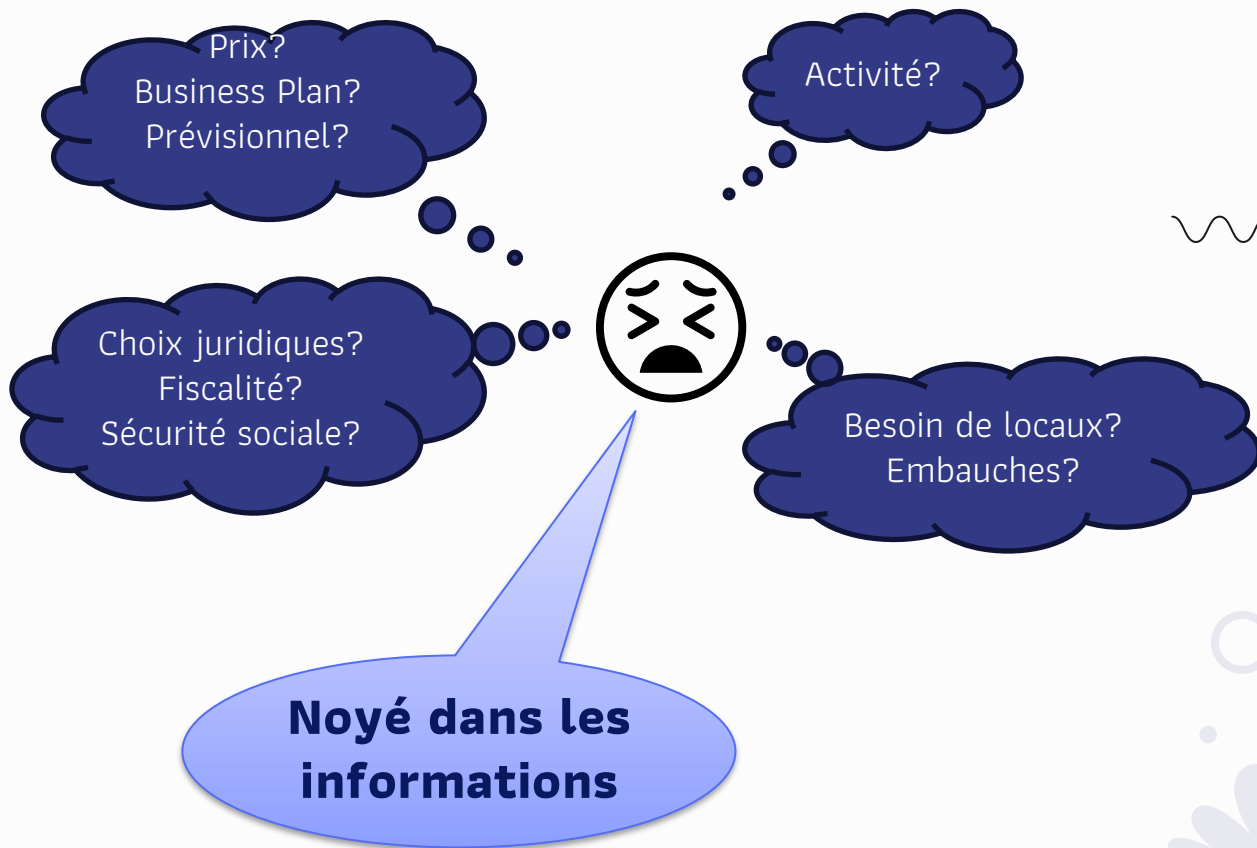 Prix?
Business Plan?
Prévisionnel?
Activité?
Choix juridiques?
Fiscalité?
Sécurité sociale?
Besoin de locaux?
Embauches?
Noyé dans les
informations